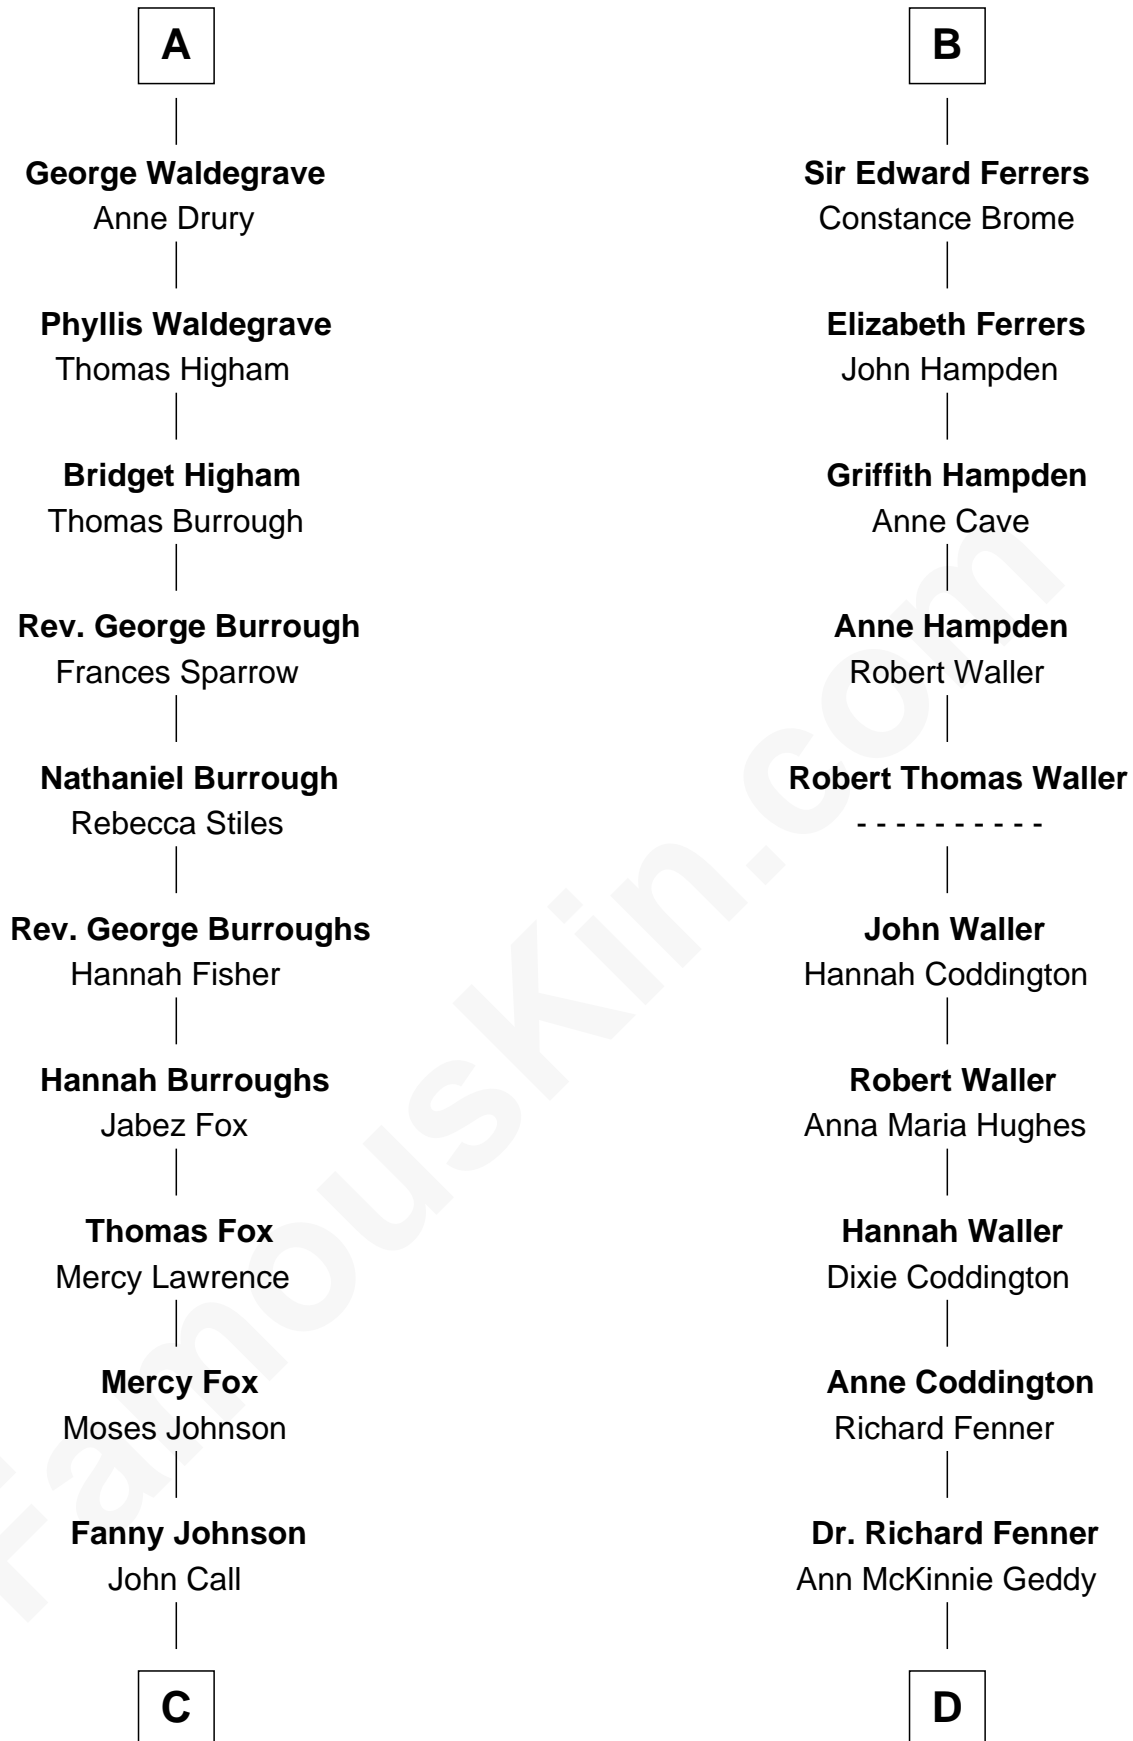 A
George Waldegrave
Anne Drury
Phyllis Waldegrave
Thomas Higham
Bridget Higham
Thomas Burrough
Rev. George Burrough
Frances Sparrow
Nathaniel Burrough
Rebecca Stiles
Rev. George Burroughs
Hannah Fisher
Hannah Burroughs
Jabez Fox
Thomas Fox
Mercy Lawrence
Mercy Fox
Moses Johnson
Fanny Johnson
John Call
C
B
Sir Edward Ferrers
Constance Brome
Elizabeth Ferrers
John Hampden
Griffith Hampden
Anne Cave
Anne Hampden
Robert Waller
Robert Thomas Waller
- - - - - - - - - -
John Waller
Hannah Coddington
Robert Waller
Anna Maria Hughes
Hannah Waller
Dixie Coddington
Anne Coddington
Richard Fenner
Dr. Richard Fenner
Ann McKinnie Geddy
D
FamousKin.com